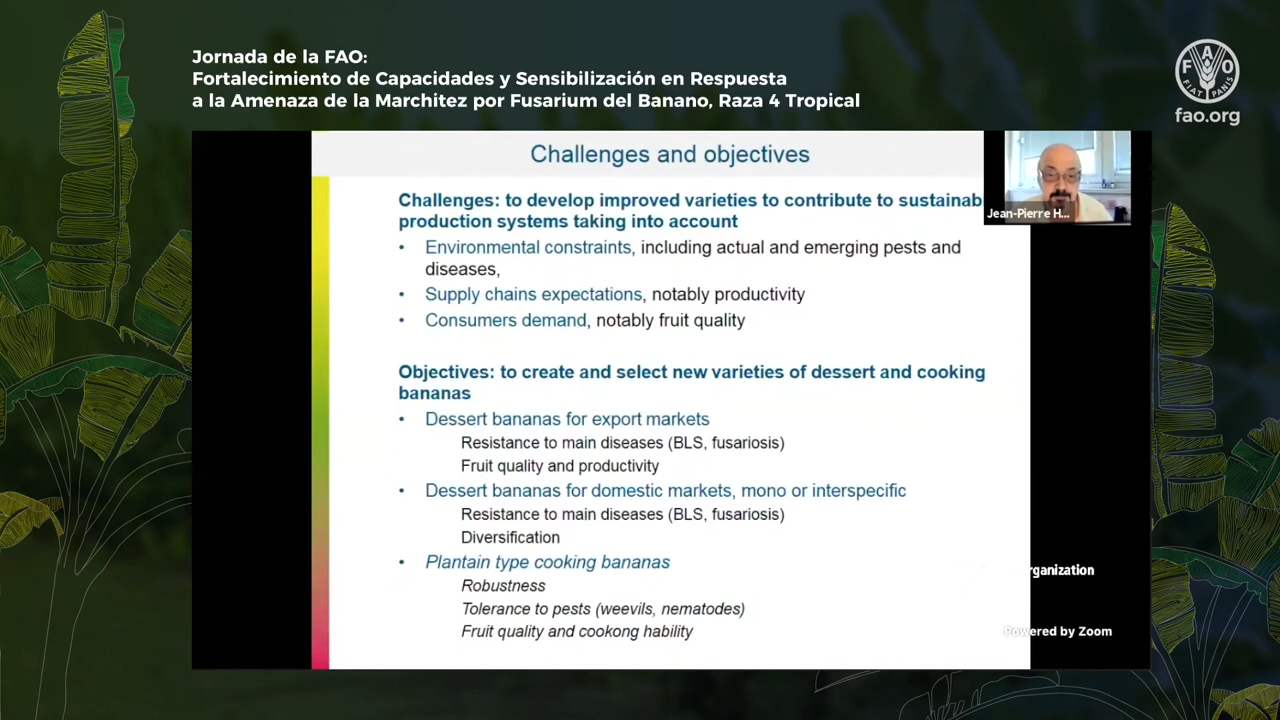 Jornada de la FAO:
Fortalecimiento de Capacidades y Sensibilización en Respuesta
a la Amenaza de la Marchitez por Fusarium del Banano, Raza 4 Tropical
FAO
FIAT PANIS
fao.org
Challenges and objectives
Jean-Pierre H...
Challenges: to develop improved varieties to contribute to sustainab
production systems taking into account
• Environmental constraints, including actual and emerging pests and
diseases,
• Supply chains expectations, notably productivity
• Consumers demand, notably fruit quality
Objectives: to create and select new varieties of dessert and cooking
bananas
• Dessert bananas for export markets
Resistance to main diseases (BLS, fusariosis)
Fruit quality and productivity
• Dessert bananas for domestic markets, mono or interspecific
Resistance to main diseases (BLS, fusariosis)
Diversification
• Plantain type cooking bananas
Robustness
Tolerance to pests (weevils, nematodes)
Fruit quality and cookong hability
rganization
Powered by Zoom